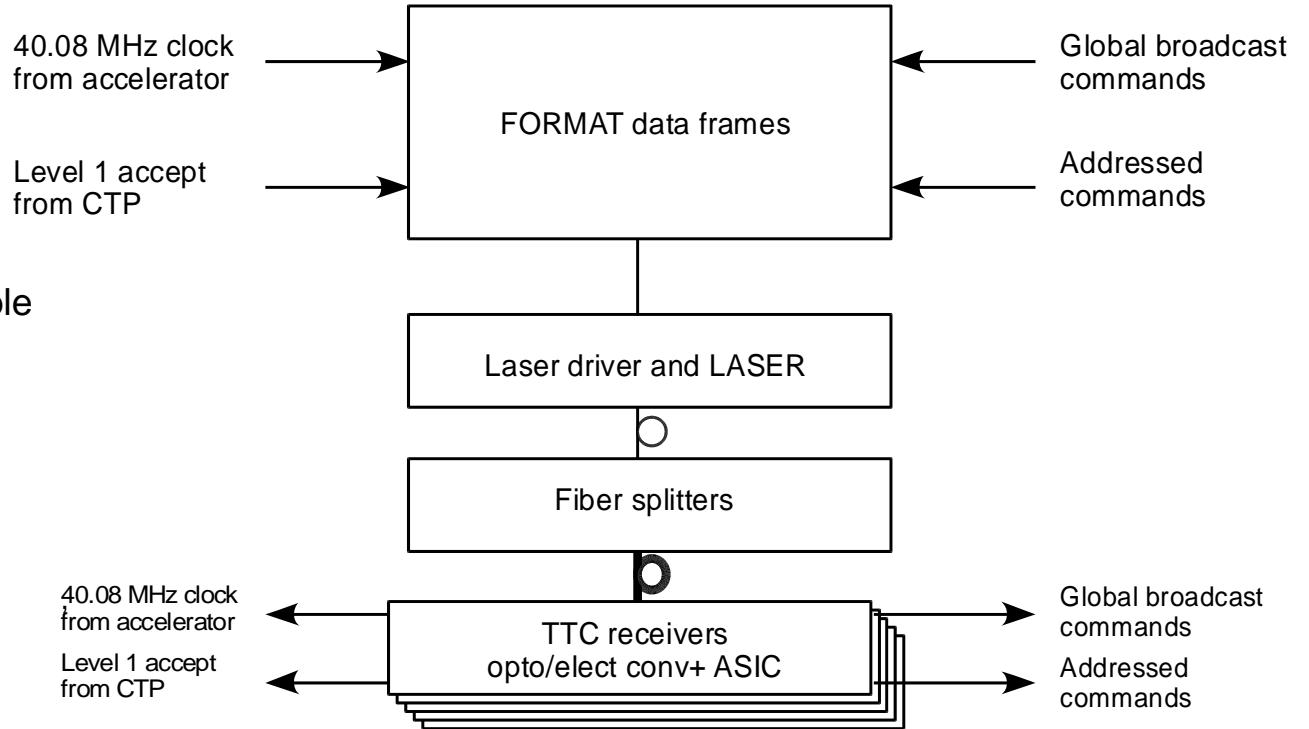 40.08 MHz clock
from accelerator
Global broadcast
commands
FORMAT data frames
Level 1 accept
from CTP
Addressed
commands
ole
Laser driver and LASER
Fiber splitters
40.08 MHz clock
from accelerator
Global broadcast
commands
TTC receivers
opto/elect conv+ ASIC
Level 1 accept
from CTP
Addressed
commands